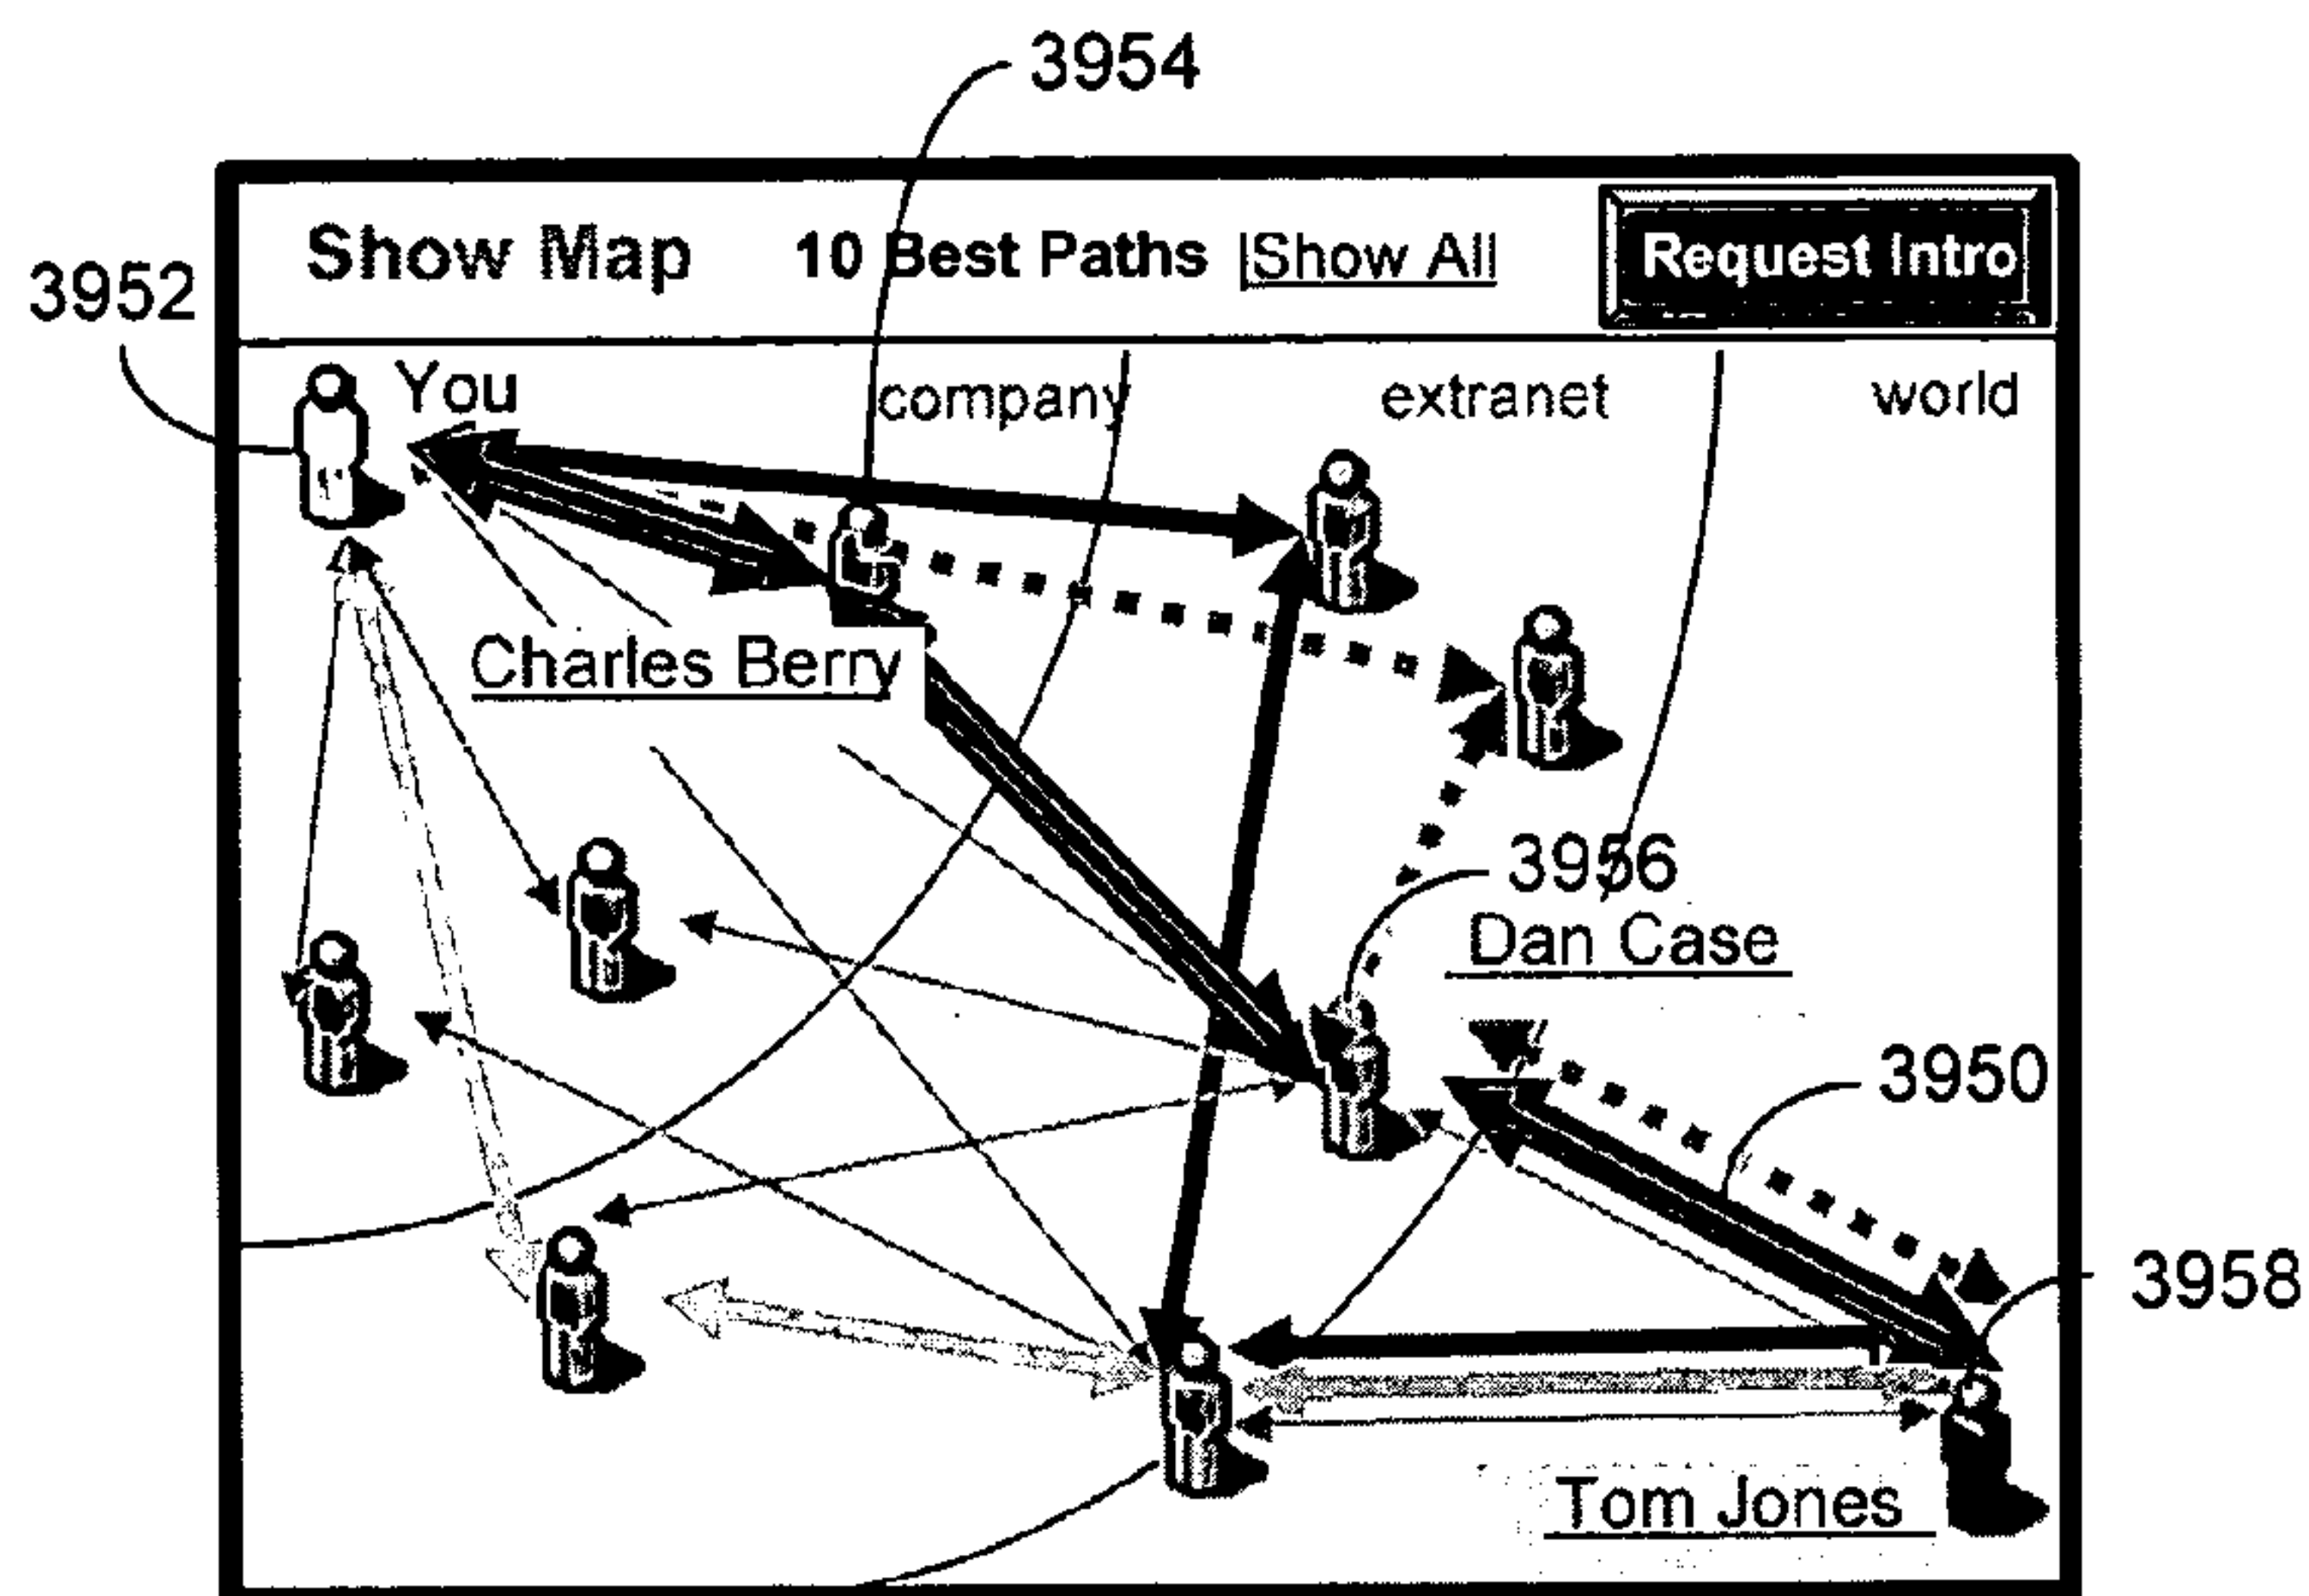 3954
Show Map 10 Best Paths |Show All Request Intro
3952
You company extranet world
Charles Berry
3956
Dan Case
3950
3958
Tom Jones